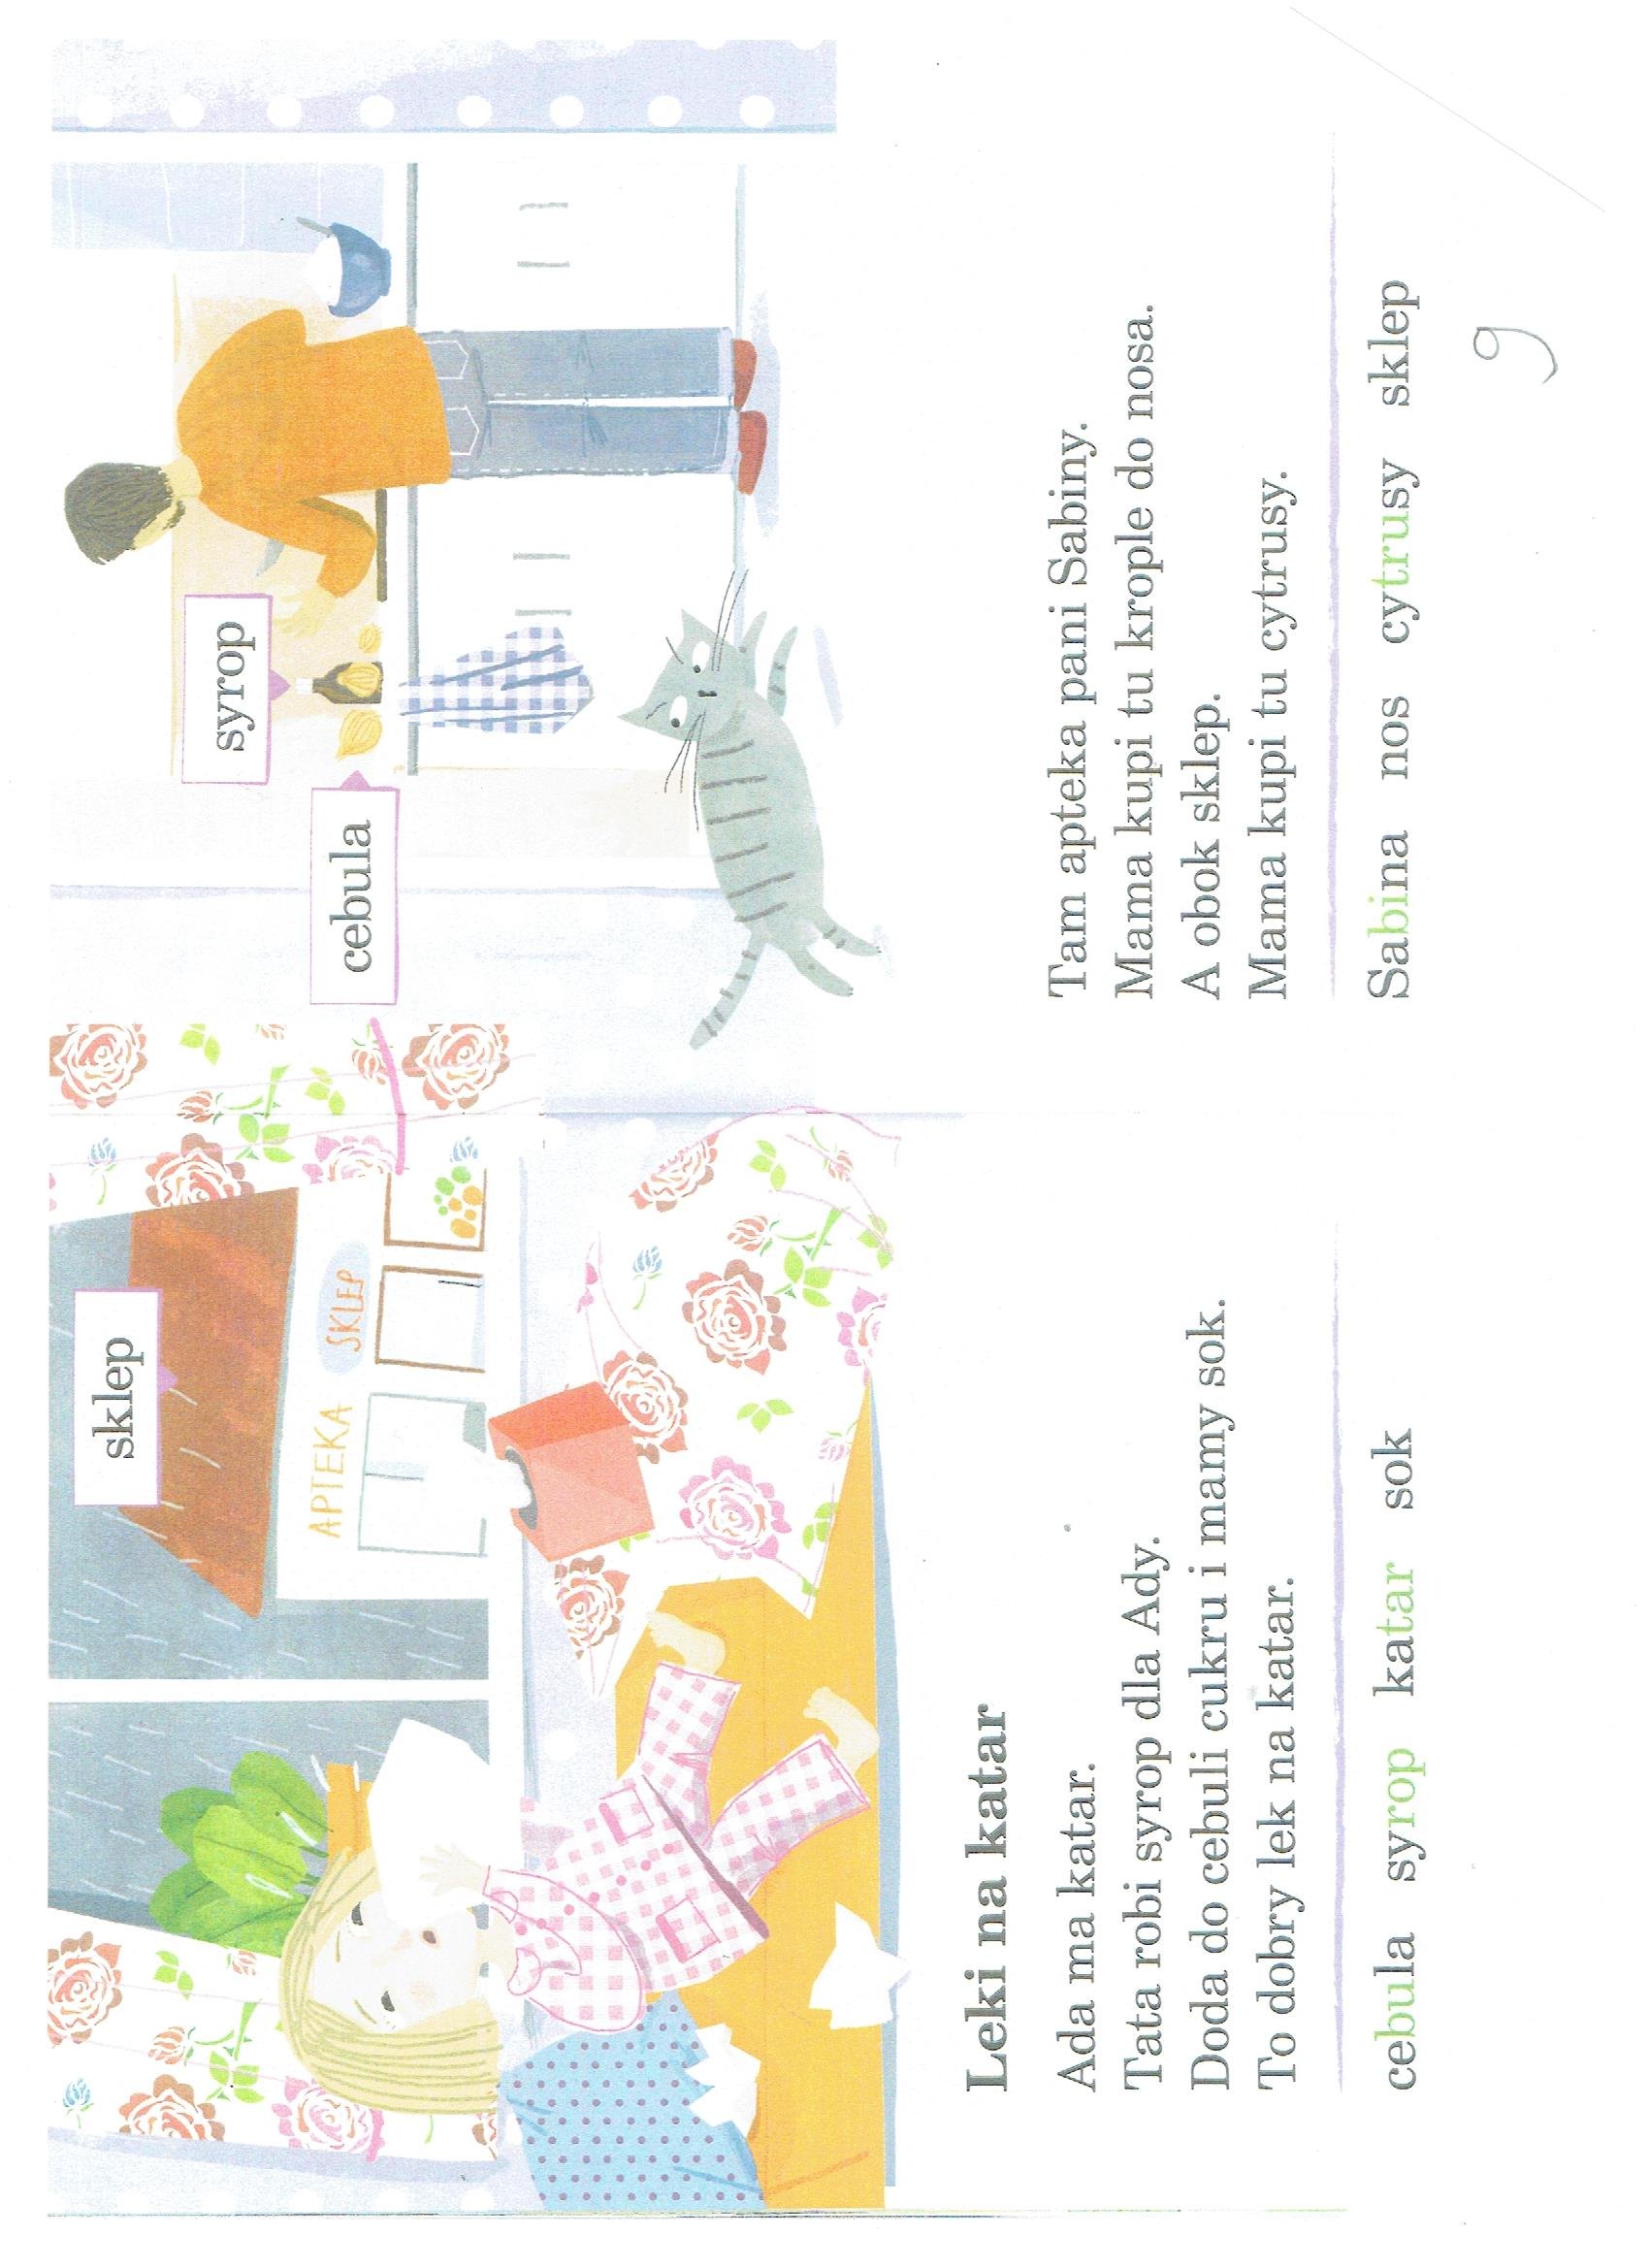 sklep
APTEKA
SKLEP
syrop
cebula
Leki na katar
Ada ma katar.
Tata robi syrop dla Ady.
Doda do cebuli cukru i mamy sok.
To dobry lek na katar.
cebula syrop katar sok
Tam apteka pani Sabiny.
Mama kupi tu krople do nosa.
A obok sklep.
Mama kupi tu cytrusy.
Sabina nos cytrusy sklep
9